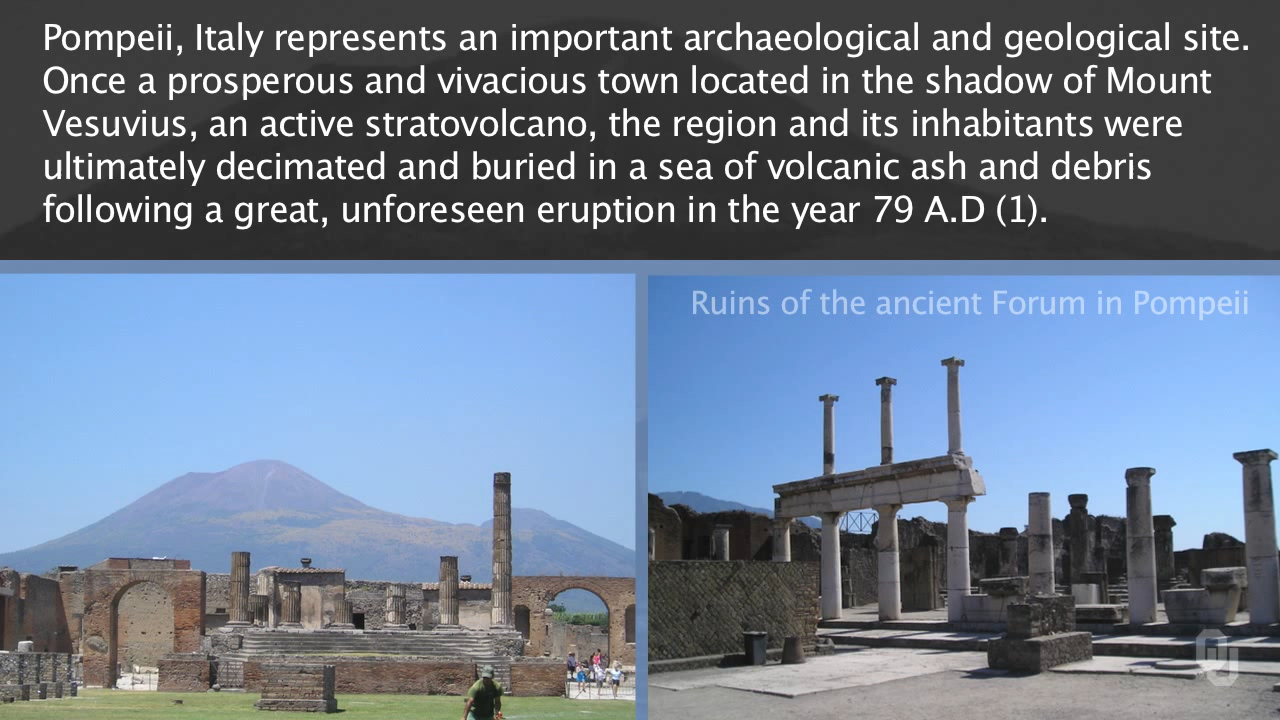 Pompeii, Italy represents an important archaeological and geological site.
Once a prosperous and vivacious town located in the shadow of Mount
Vesuvius, an active stratovolcano, the region and its inhabitants were
ultimately decimated and buried in a sea of volcanic ash and debris
following a great, unforeseen eruption in the year 79 A.D (1).
Ruins of the ancient Forum in Pompeii